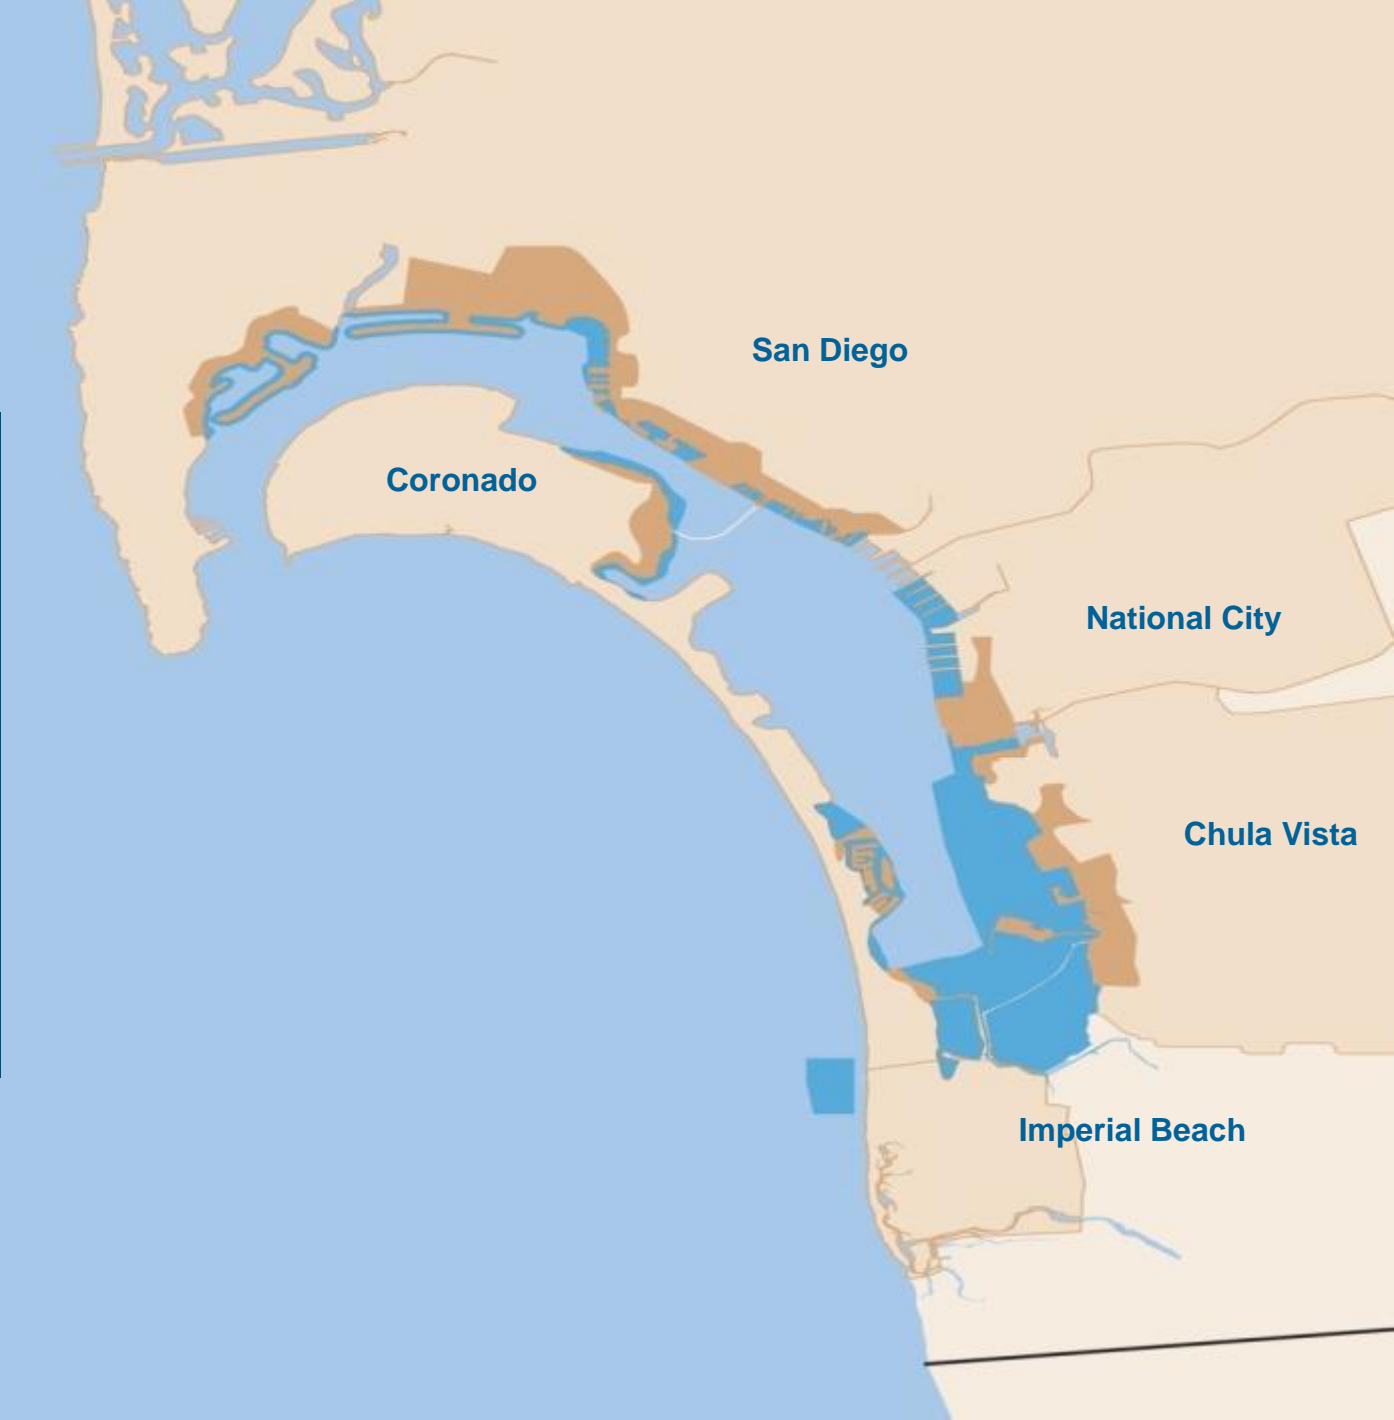 San Diego
Coronado
National City
Chula Vista
Imperial Beach